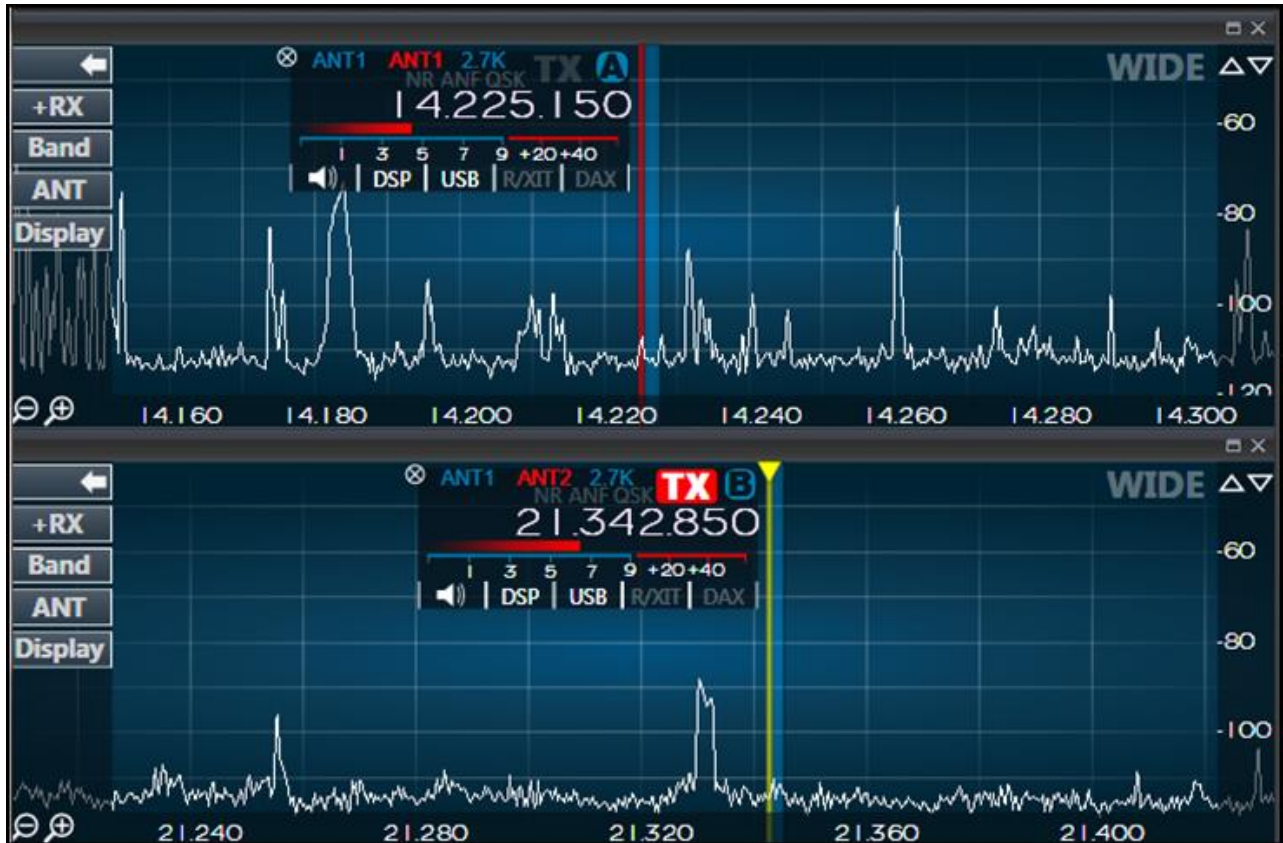 ANT1 ANT1 2.7K TX A WIDE
NR ANF QSK
+RX 14.225.150 -60
Band 1 3 5 7 9 +20 +40
ANT DSP USB R/XIT DAX
Display -80
-100
-120
14.160 14.180 14.200 14.220 14.240 14.260 14.280 14.300
ANT1 ANT2 2.7K TX B WIDE
NR ANF QSK
+RX 21.342.850 -60
Band 1 3 5 7 9 +20 +40
ANT DSP USB R/XIT DAX
Display -80
-100
21.240 21.280 21.320 21.360 21.400